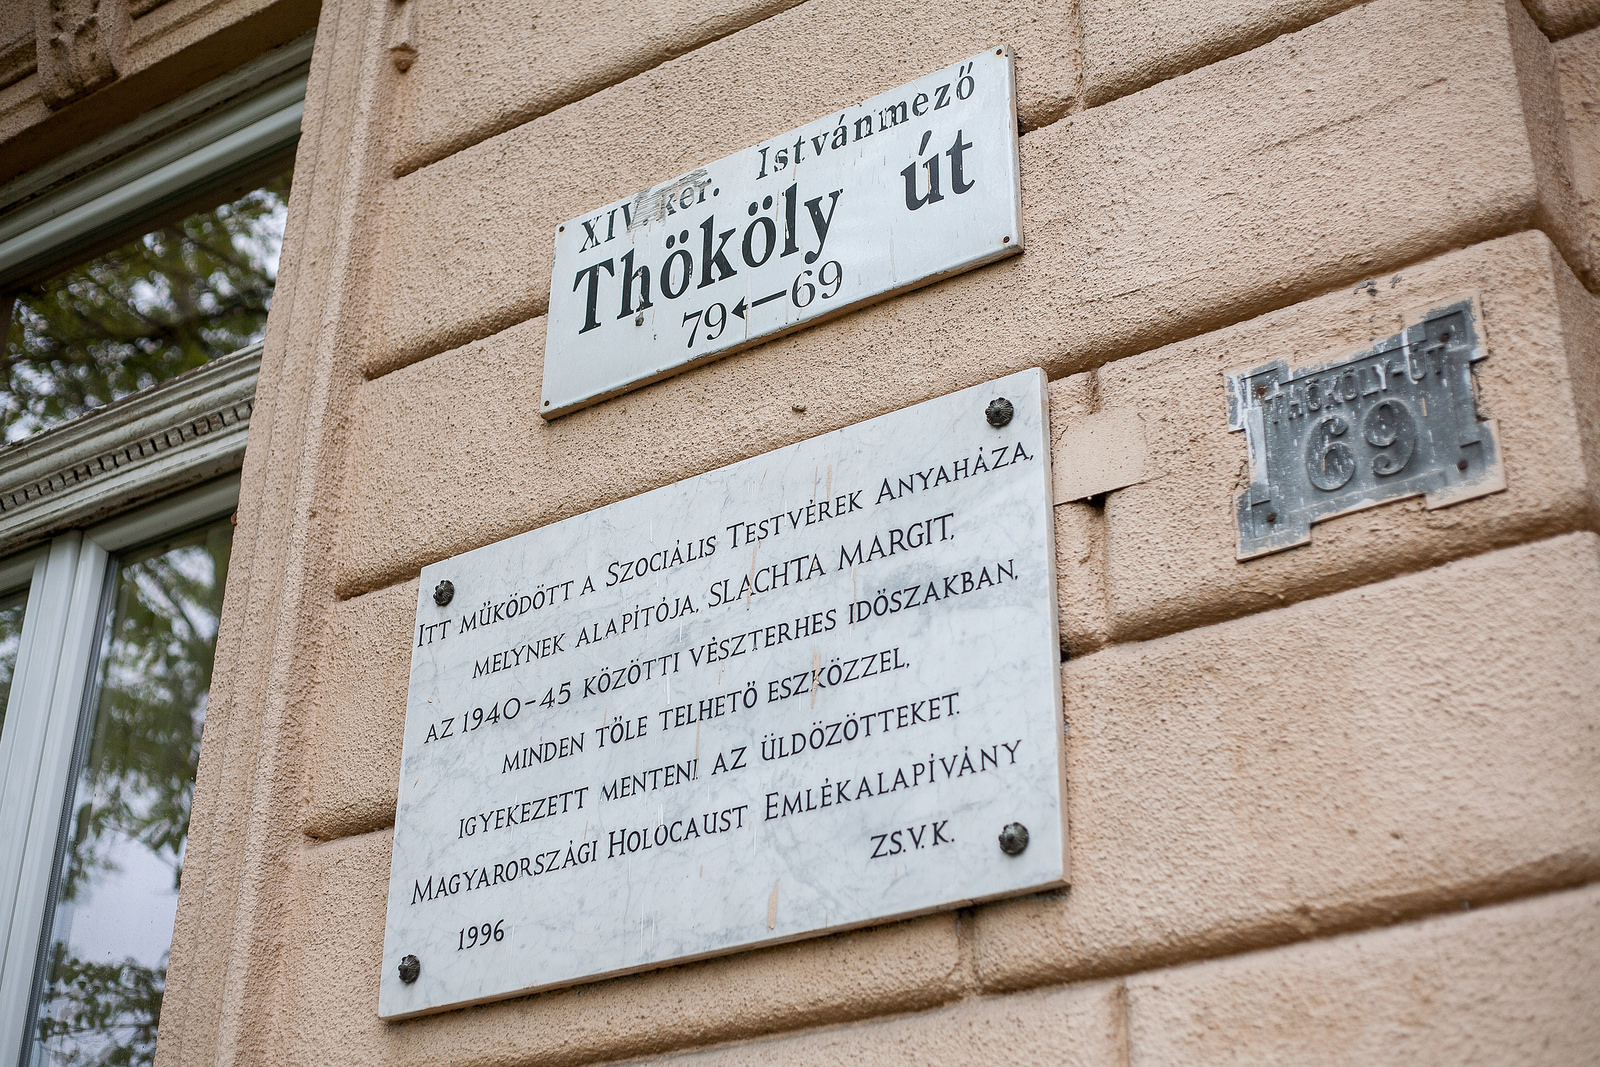 XIV. ker. Istvánmező
Thököly út
79←69
THÖKÖLY-ÚT
69
ITT MŰKÖDÖTT A SZOCIÁLIS TESTVÉREK ANYAHÁZA,
MELYNEK ALAPÍTÓJA, SLACHTA MARGIT,
AZ 1940-45 KÖZÖTTI VÉSZTERHES IDŐSZAKBAN,
MINDEN TŐLE TELHETŐ ESZKÖZZEL,
IGYEKEZETT MENTENI AZ ÜLDÖZÖTTEKET.
MAGYARORSZÁGI HOLOCAUST EMLÉKALAPÍVÁNY
ZS.V.K.
1996